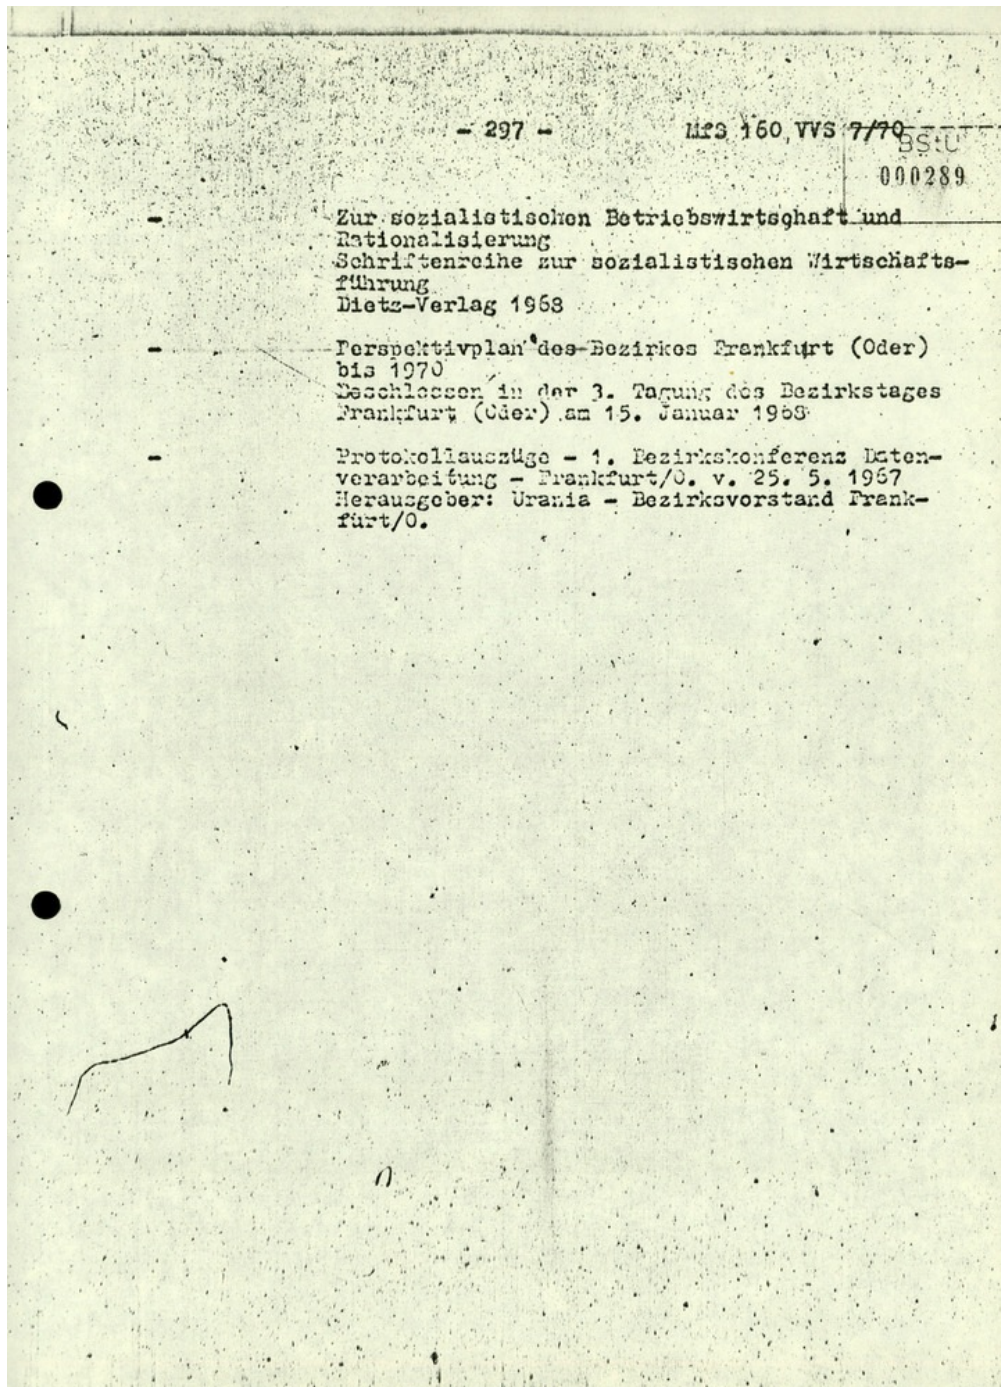 - 297 -
MfS 160 VVS 7/70
BStU
000289
- Zur sozialistischen Betriebswirtschaft und
Rationalisierung
Schriftenreihe zur sozialistischen Wirtschafts-
führung
Dietz-Verlag 1968
- Perspektivplan des Bezirkes Frankfurt (Oder)
bis 1970
Beschlossen in der 3. Tagung des Bezirkstages
Frankfurt (Oder) am 15. Januar 1968
- Protokollauszüge - 1. Bezirkskonferenz Daten-
verarbeitung - Frankfurt/O. v. 25. 5. 1967
Herausgeber: Urania - Bezirksvorstand Frank-
furt/O.